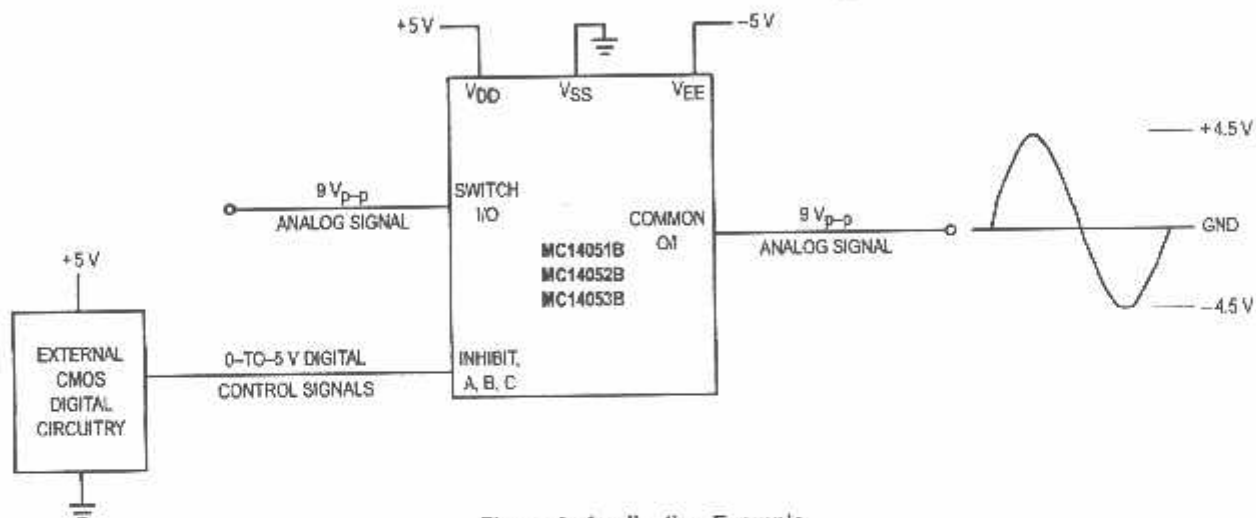 +5 V
–5 V
VDD
VSS
VEE
+4.5 V
9 Vp–p
SWITCH
I/O
ANALOG SIGNAL
COMMON
O/I
9 Vp–p
ANALOG SIGNAL
GND
MC14051B
MC14052B
MC14053B
+5 V
–4.5 V
EXTERNAL
CMOS
DIGITAL
CIRCUITRY
0–TO–5 V DIGITAL
CONTROL SIGNALS
INHIBIT,
A, B, C